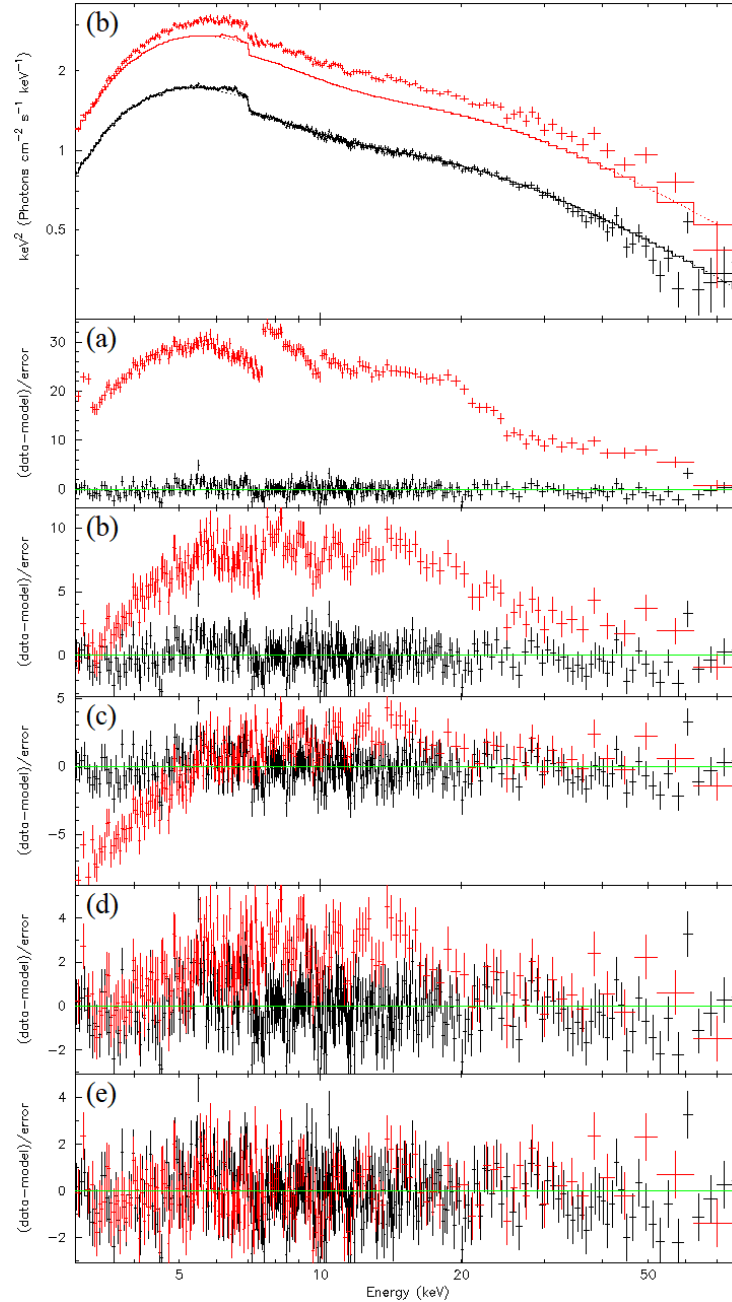 (b)
keV² (Photons cm⁻² s⁻¹ keV⁻¹)
2
1
0.5
(a)
(data-model)/error
30
20
10
0
(b)
(data-model)/error
10
5
0
(c)
(data-model)/error
5
0
-5
(d)
(data-model)/error
4
2
0
-2
(e)
(data-model)/error
4
2
0
-2
5 10 20 50
Energy (keV)